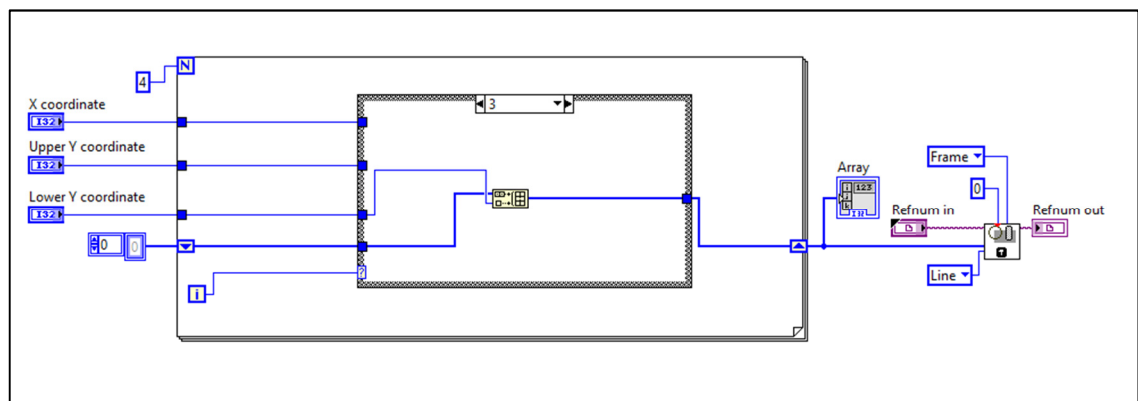 N
4
3
X coordinate
I32
Upper Y coordinate
I32
Lower Y coordinate
I32
0
0
?
i
Array
123
Frame
0
Refnum in
Refnum out
Line